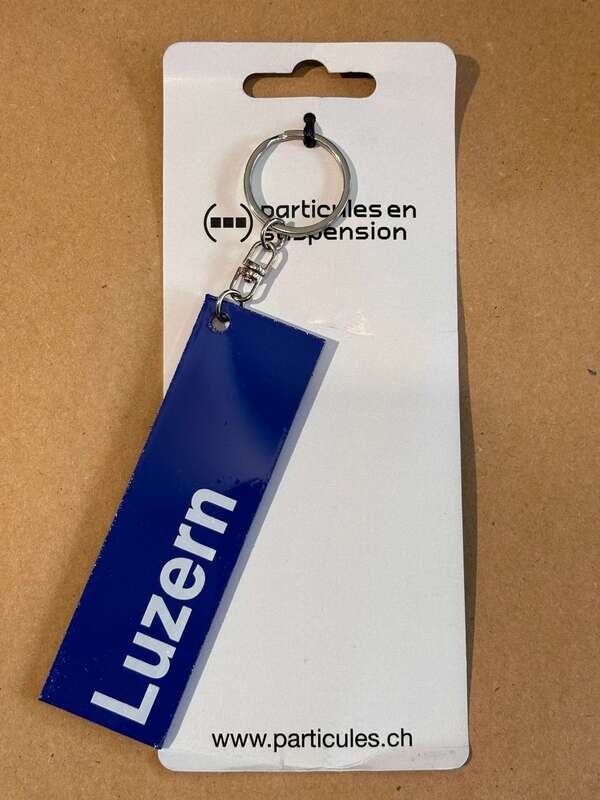 particules en
suspension
Luzern
www.particules.ch